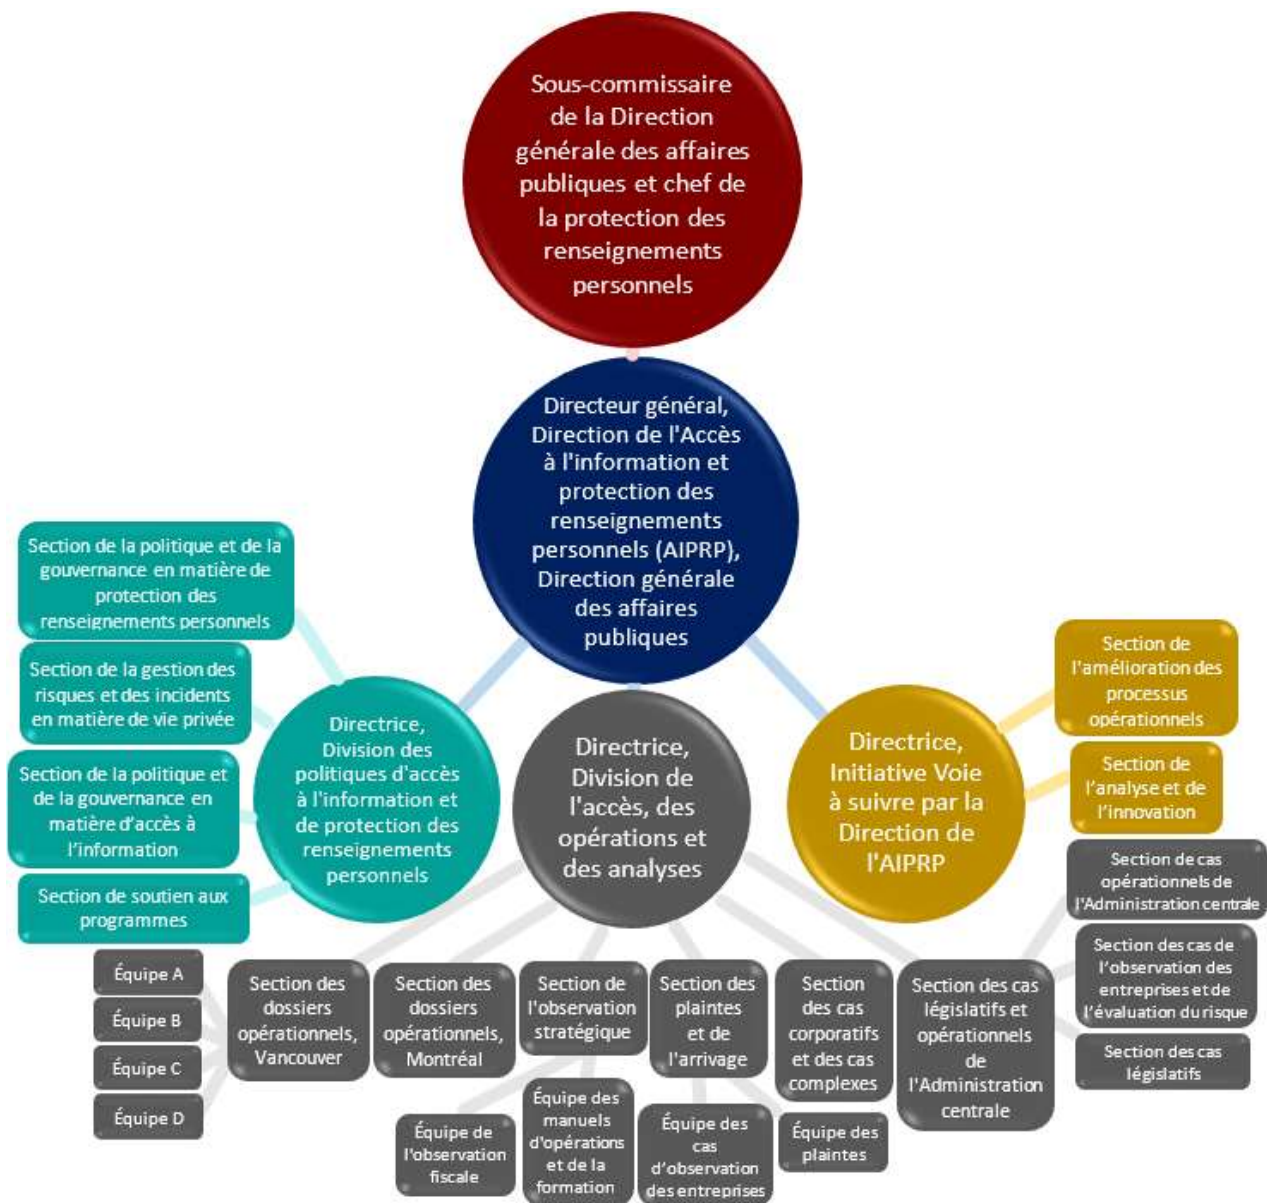 Sous-commissaire
de la Direction
générale des affaires
publiques et chef de
la protection des
renseignements
personnels
Directeur général,
Direction de l'Accès
à l'information et
protection des
renseignements
personnels (AIPRP),
Direction générale
des affaires
publiques
Section de la politique et de la
gouvernance en matière de
protection des
renseignements personnels
Section de la gestion des
risques et des incidents
en matière de vie privée
Section de la politique et
de la gouvernance en
matière d’accès à
l’information
Section de soutien aux
programmes
Directrice,
Division des
politiques d'accès
à l'information et
de protection des
renseignements
personnels
Directrice,
Division de
l'accès, des
opérations et
des analyses
Directrice,
Initiative Voie
à suivre par la
Direction de
l'AIPRP
Section de
l'amélioration des
processus
opérationnels
Section de
l’analyse et de
l’innovation
Section de cas
opérationnels de
l'Administration centrale
Section des cas de
l’observation des
entreprises et de
l’évaluation du risque
Section des cas
législatifs
Équipe A
Équipe B
Équipe C
Équipe D
Section des
dossiers
opérationnels,
Vancouver
Section des
dossiers
opérationnels,
Montréal
Section de
l'observation
stratégique
Section des
plaintes
et de
l'arrivage
Section
des cas
corporatifs
et des cas
complexes
Section des cas
législatifs et
opérationnels
de
l'Administration
centrale
Équipe de
l'observation
fiscale
Équipe des
manuels
d'opérations
et de la
formation
Équipe des
cas
d’observation
des entreprises
Équipe des
plaintes